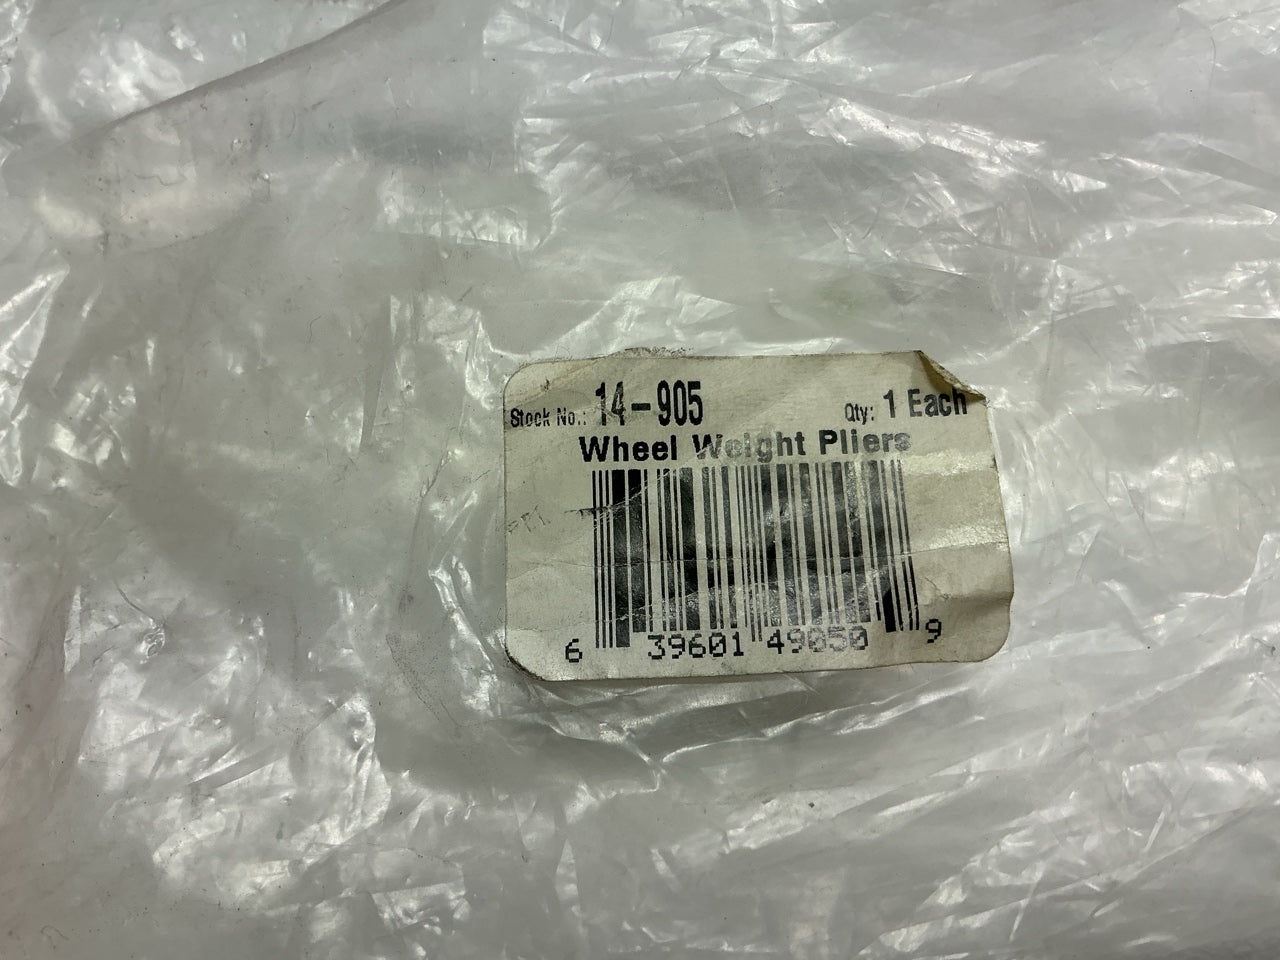 Stock No.: 14-905 Qty: 1 Each
Wheel Weight Pliers
6 39601 49050 9